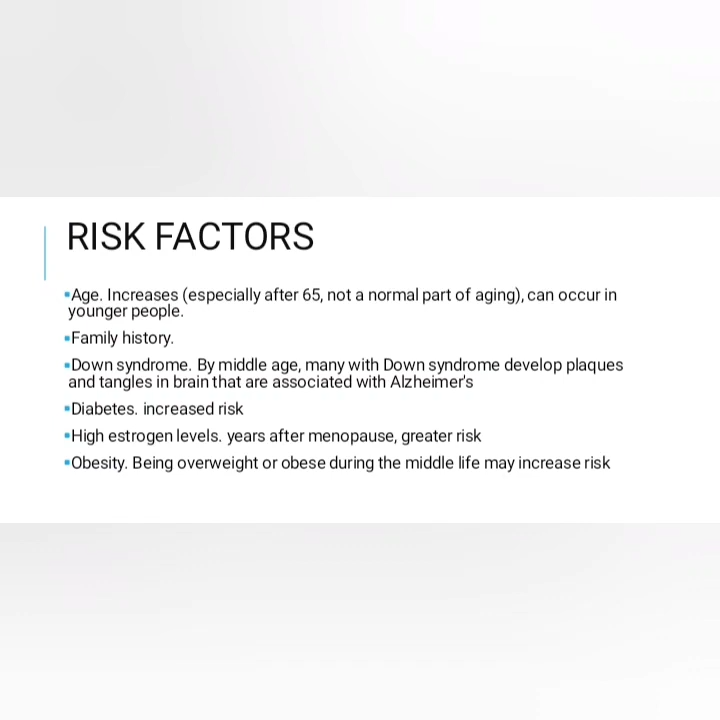 RISK FACTORS
▪Age. Increases (especially after 65, not a normal part of aging), can occur in
younger people.
▪Family history.
▪Down syndrome. By middle age, many with Down syndrome develop plaques
and tangles in brain that are associated with Alzheimer's
▪Diabetes. increased risk
▪High estrogen levels. years after menopause, greater risk
▪Obesity. Being overweight or obese during the middle life may increase risk